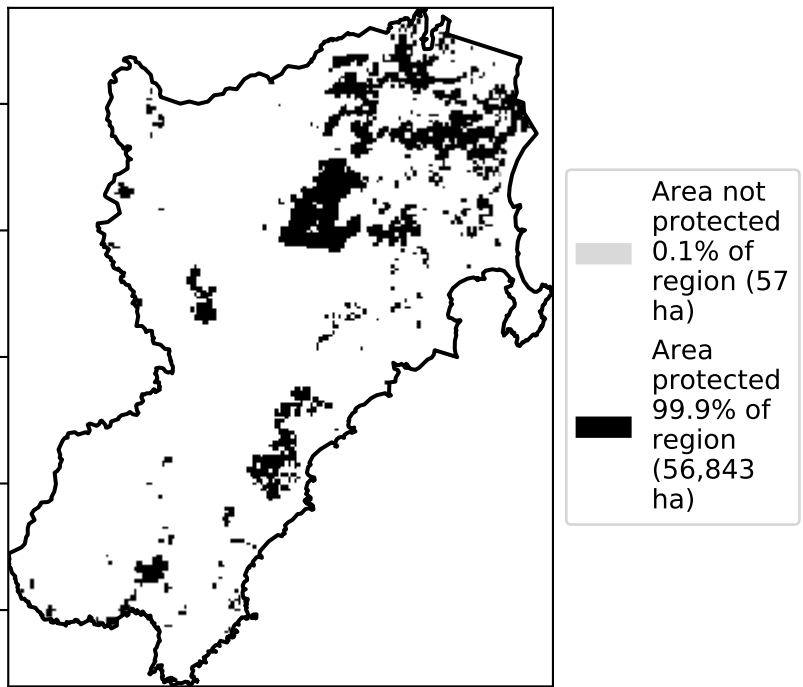 Area not
protected
0.1% of
region (57
ha)
Area
protected
99.9% of
region
(56,843
ha)